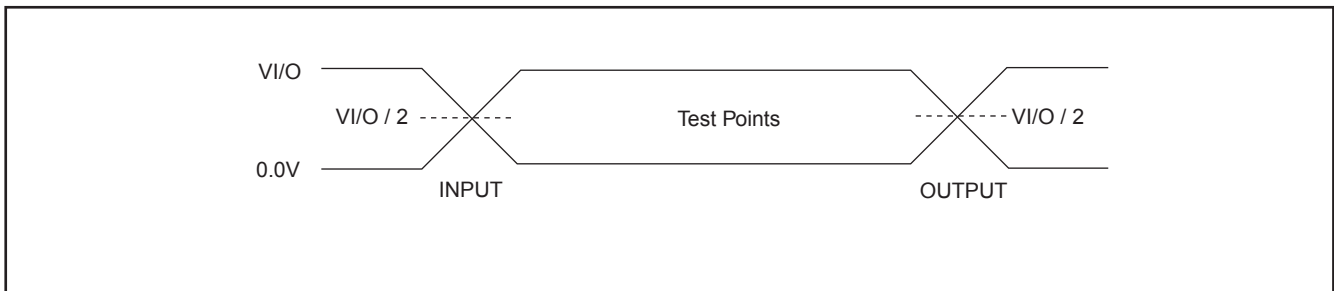 VI/O
VI/O / 2
Test Points
VI/O / 2
0.0V
INPUT
OUTPUT